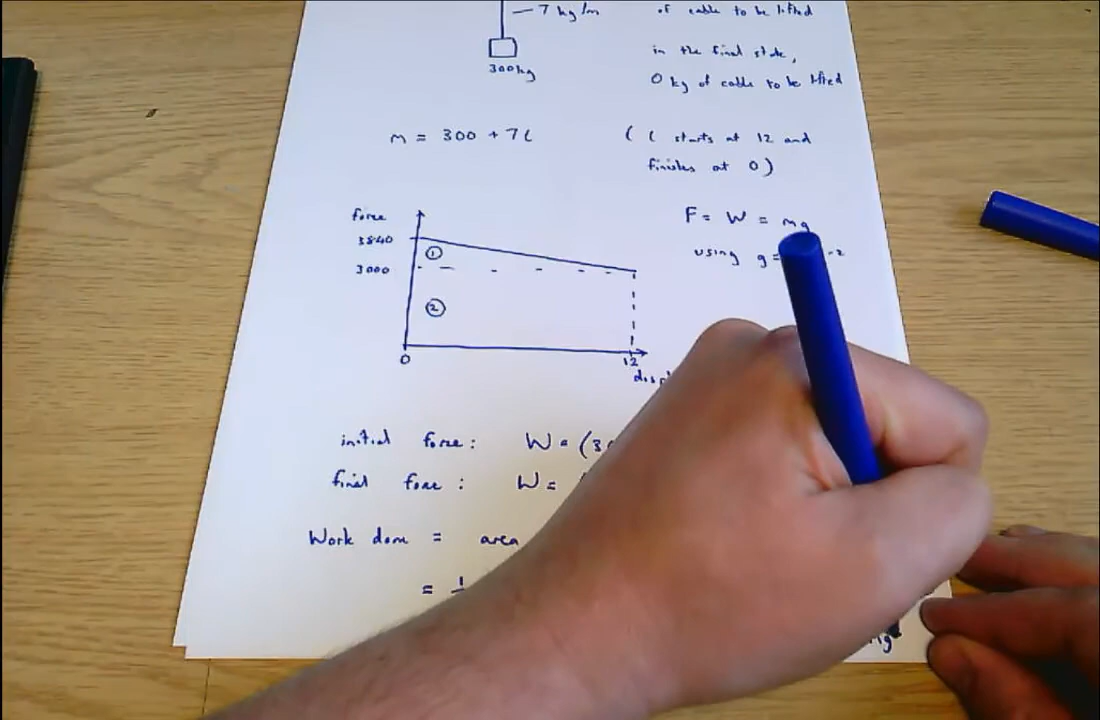 7 kg/m
of cable to be lifted
300kg
in the final state,
0 kg of cable to be lifted
m = 300 + 7l
( l starts at 12 and
finishes at 0)
force
3840
3000
①
②
0
12
F = W = mg
using g =
initial force : W = (3
final force : W =
Work done = area
=